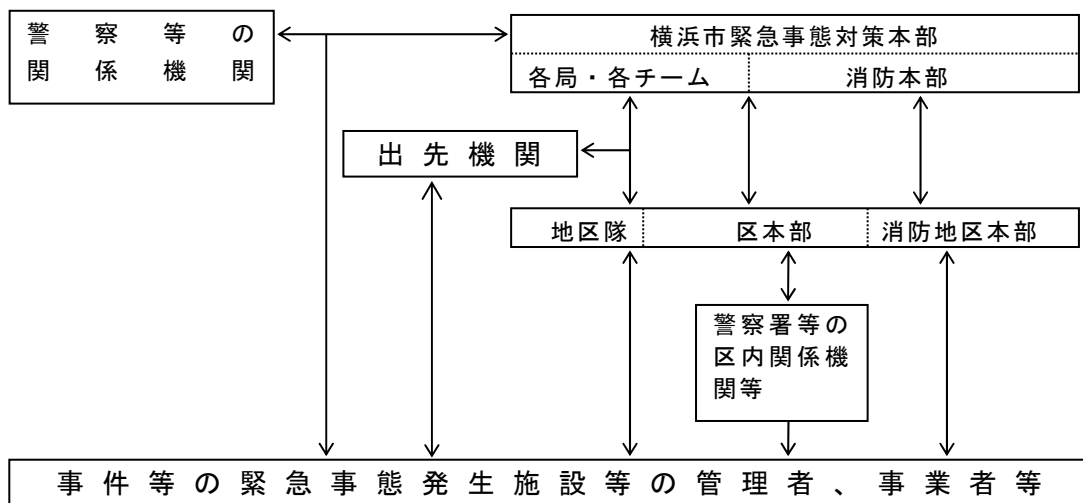 警察等の
関係機関
横浜市緊急事態対策本部
各局・各チーム
消防本部
出先機関
地区隊
区本部
消防地区本部
警察署等の
区内関係機
関等
事件等の緊急事態発生施設等の管理者、事業者等